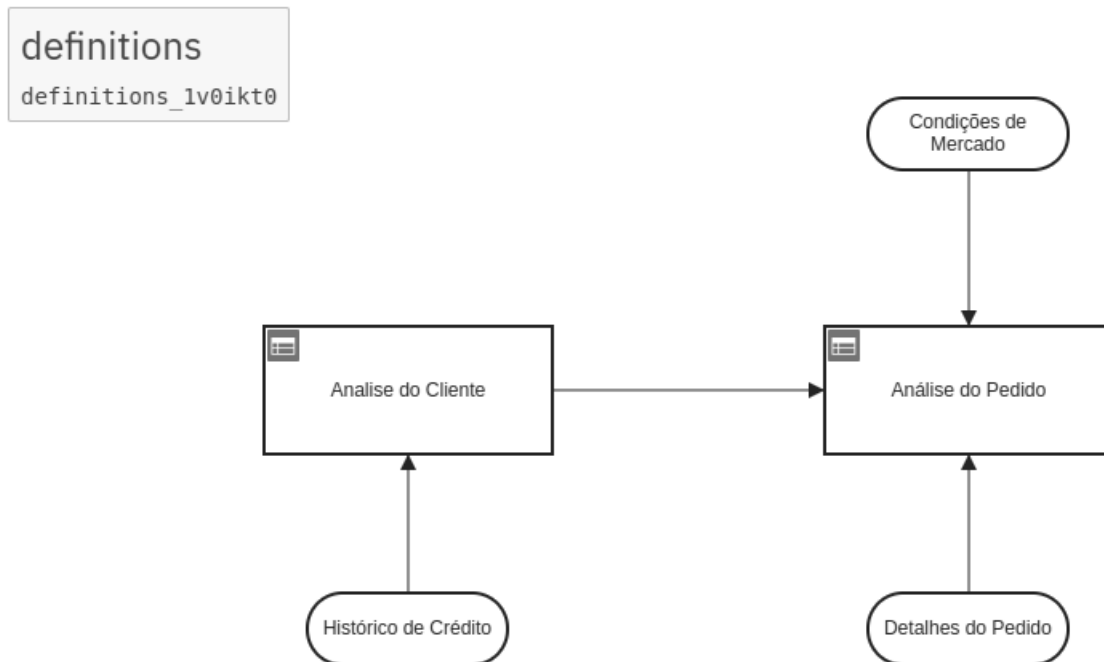 definitions
definitions_1v0ikt0
Condições de
Mercado
Analise do Cliente
Análise do Pedido
Histórico de Crédito
Detalhes do Pedido